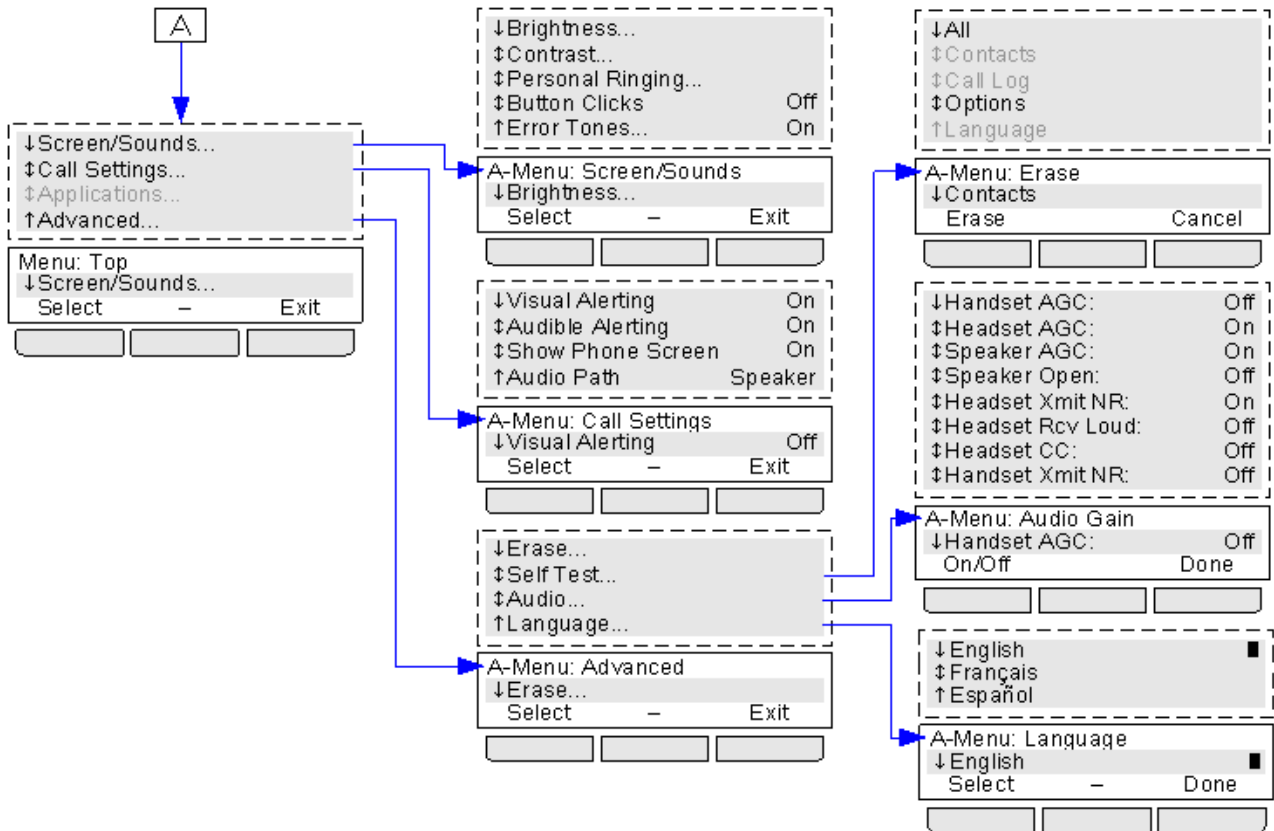 A
↓Screen/Sounds...
↕Call Settings...
↕Applications...
↑Advanced...
Menu: Top
↓Screen/Sounds...
Select – Exit
↓Brightness...
↕Contrast...
↕Personal Ringing...
↕Button Clicks Off
↑Error Tones... On
A-Menu: Screen/Sounds
↓Brightness...
Select – Exit
↓Visual Alerting On
↕Audible Alerting On
↕Show Phone Screen On
↑Audio Path Speaker
A-Menu: Call Settings
↓Visual Alerting Off
Select – Exit
↓Erase...
↕Self Test...
↕Audio...
↑Language...
A-Menu: Advanced
↓Erase...
Select – Exit
↓All
↕Contacts
↕Call Log
↕Options
↑Language
A-Menu: Erase
↓Contacts
Erase Cancel
↓Handset AGC: Off
↕Headset AGC: On
↕Speaker AGC: On
↕Speaker Open: Off
↕Headset Xmit NR: On
↕Headset Rcv Loud: Off
↕Headset CC: Off
↕Handset Xmit NR: Off
A-Menu: Audio Gain
↓Handset AGC: Off
On/Off Done
↓English
↕Français
↑Español
A-Menu: Language
↓English
Select – Done